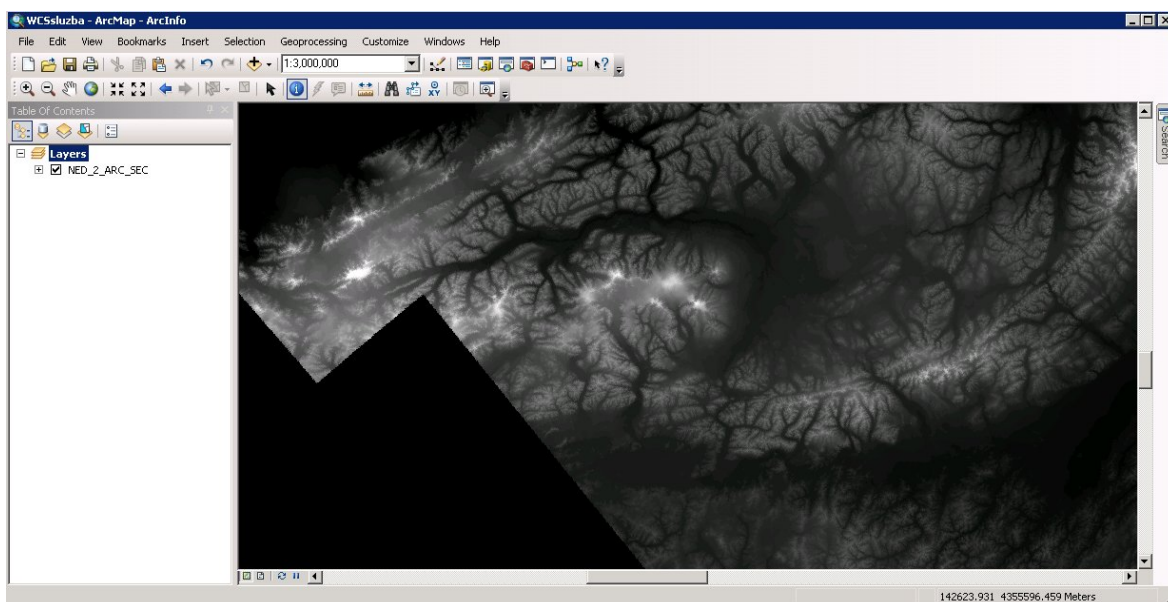 WCSsluzba - ArcMap - ArcInfo
File Edit View Bookmarks Insert Selection Geoprocessing Customize Windows Help
1:3,000,000
Table Of Contents
Layers
NED_2_ARC_SEC
Search
142623.931 4355596.459 Meters